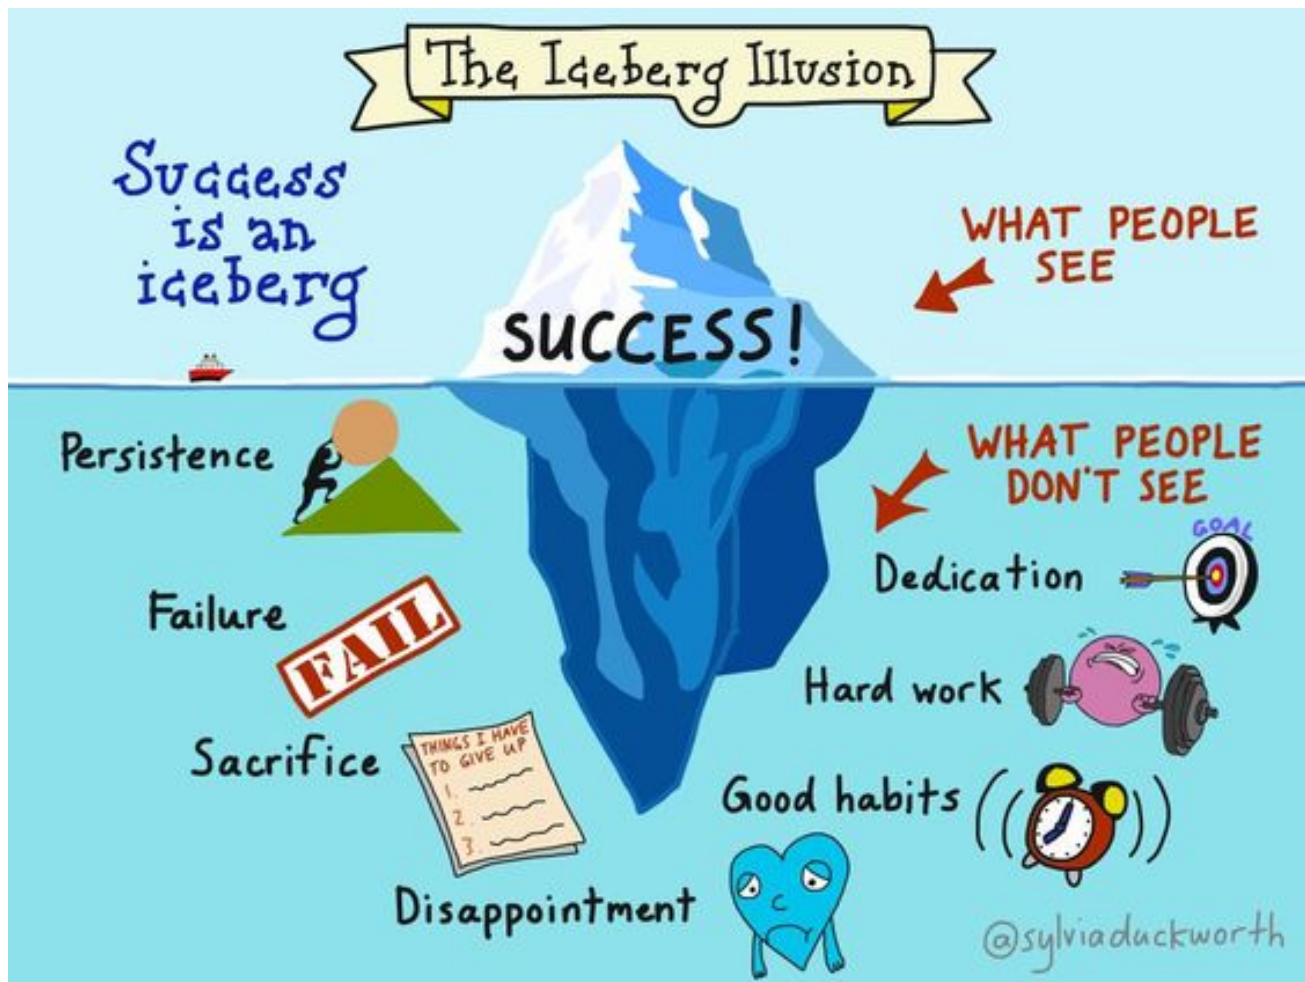 The Iceberg Illusion
Success
is an
iceberg
WHAT PEOPLE
SEE
SUCCESS!
Persistence
WHAT PEOPLE
DON'T SEE
GOAL
Dedication
Failure
FAIL
Hard work
Sacrifice
THINGS I HAVE
TO GIVE UP
1.
2.
3.
Good habits
Disappointment
@sylviaduckworth